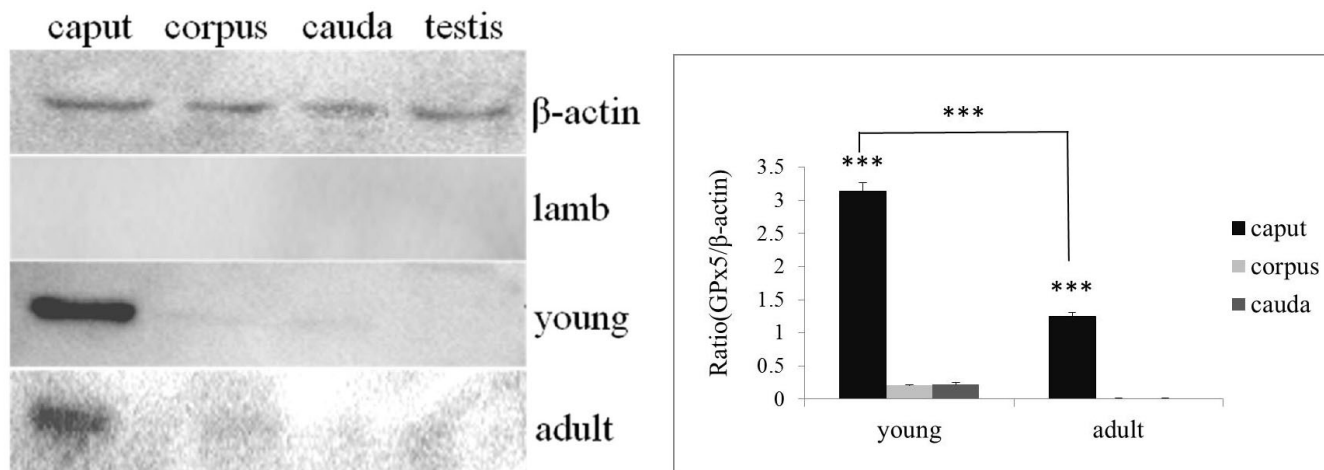 caput corpus cauda testis
β-actin
lamb
young
adult
***
*** ***
Ratio(GPx5/β-actin)
3.5
3
2.5
2
1.5
1
0.5
0
young adult
caput
corpus
cauda